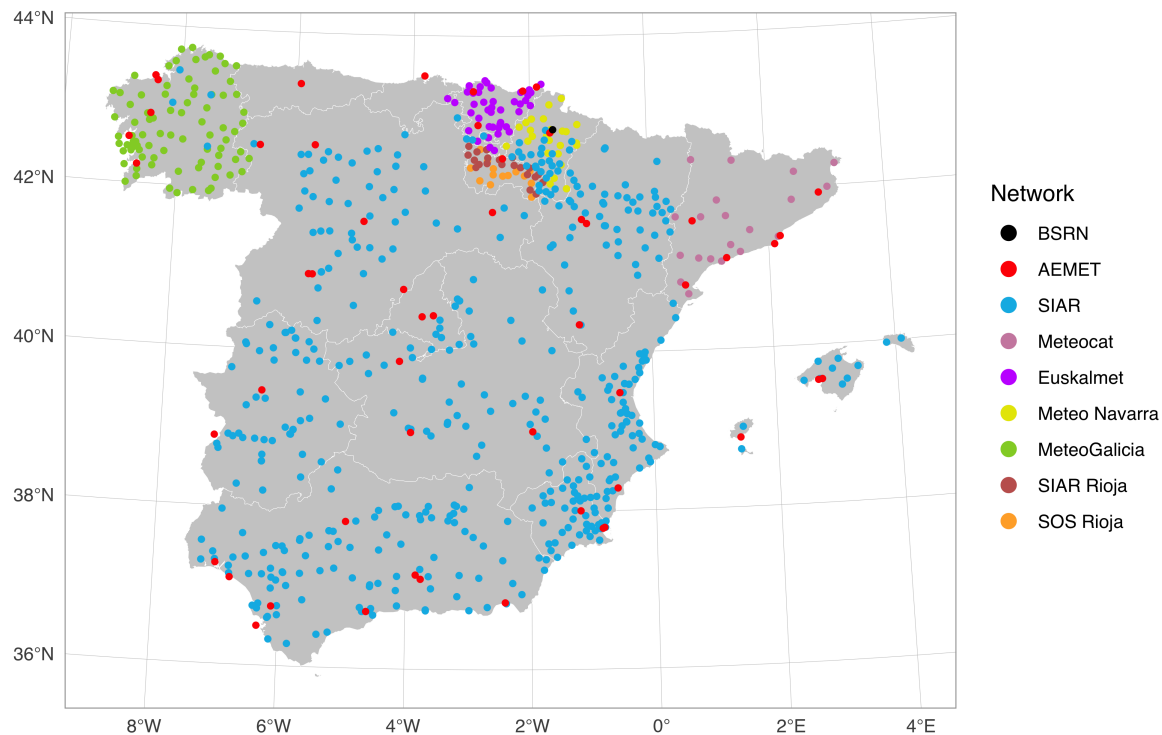 44°N
42°N
40°N
38°N
36°N
8°W
6°W
4°W
2°W
0°
2°E
4°E
Network
BSRN
AEMET
SIAR
Meteocat
Euskalmet
Meteo Navarra
MeteoGalicia
SIAR Rioja
SOS Rioja